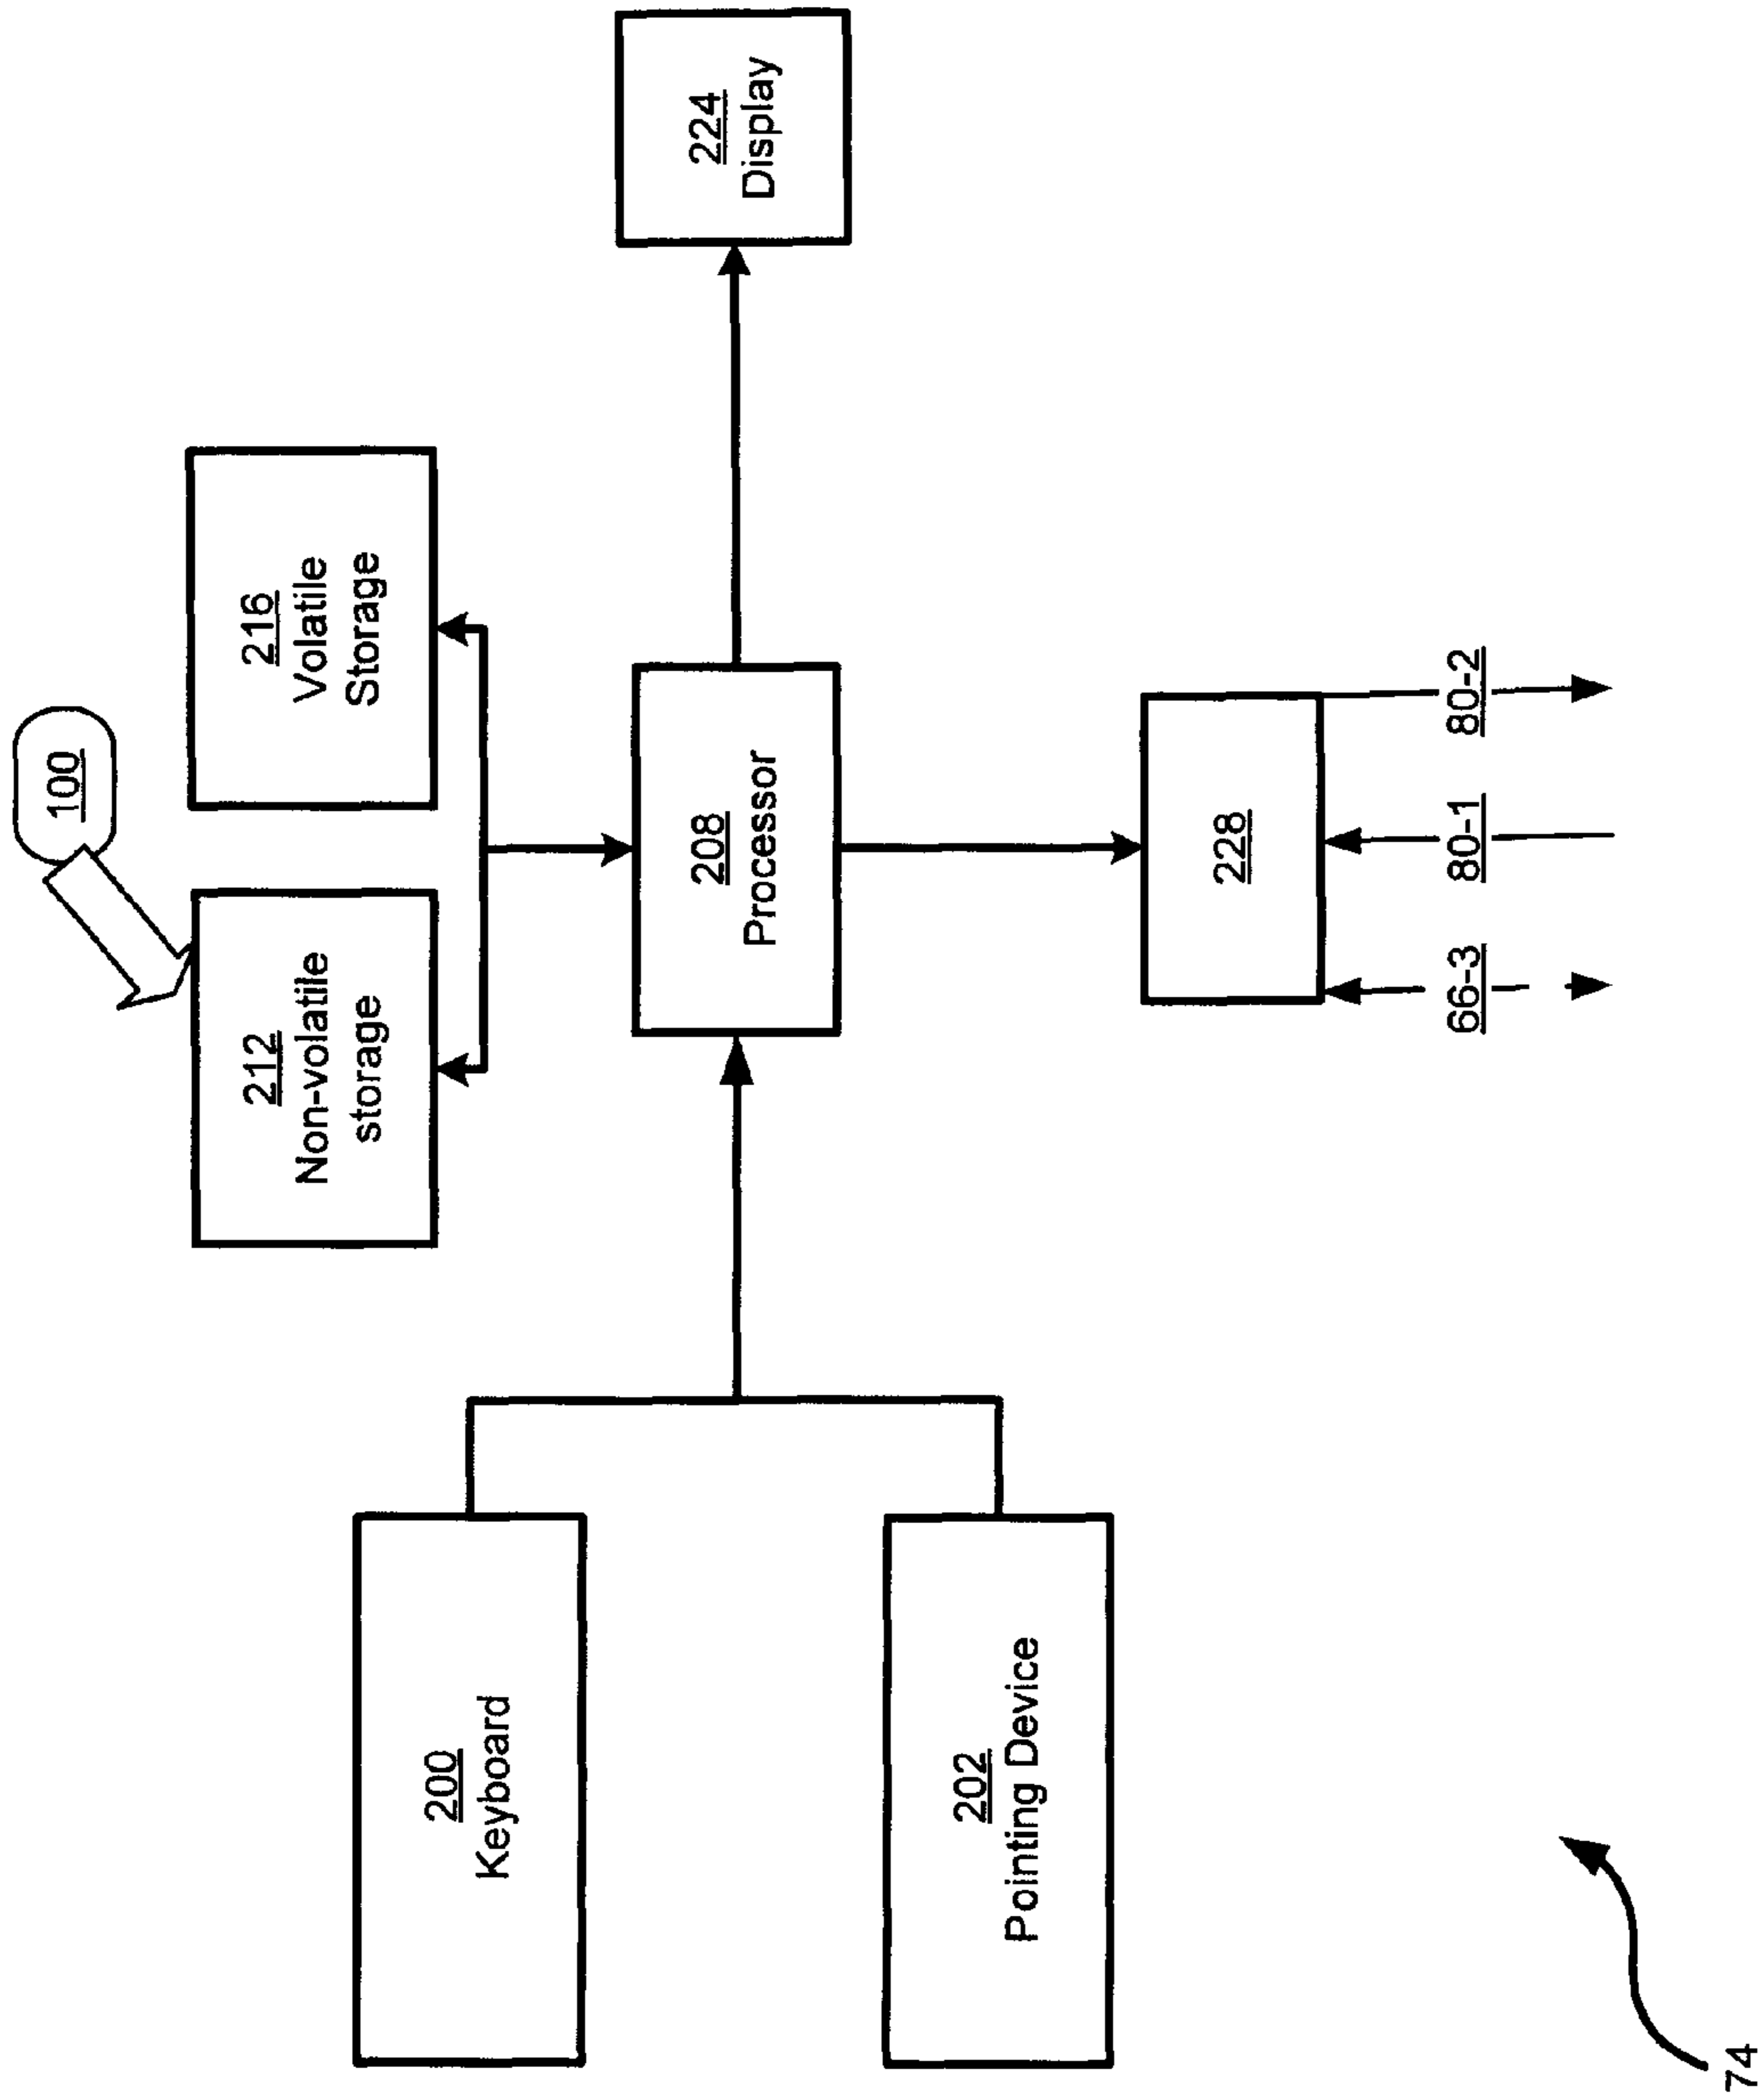 100
212
Non-volatile
storage
216
Volatile
Storage
200
Keyboard
202
Pointing Device
208
Processor
224
Display
228
66-3
80-1
80-2
74